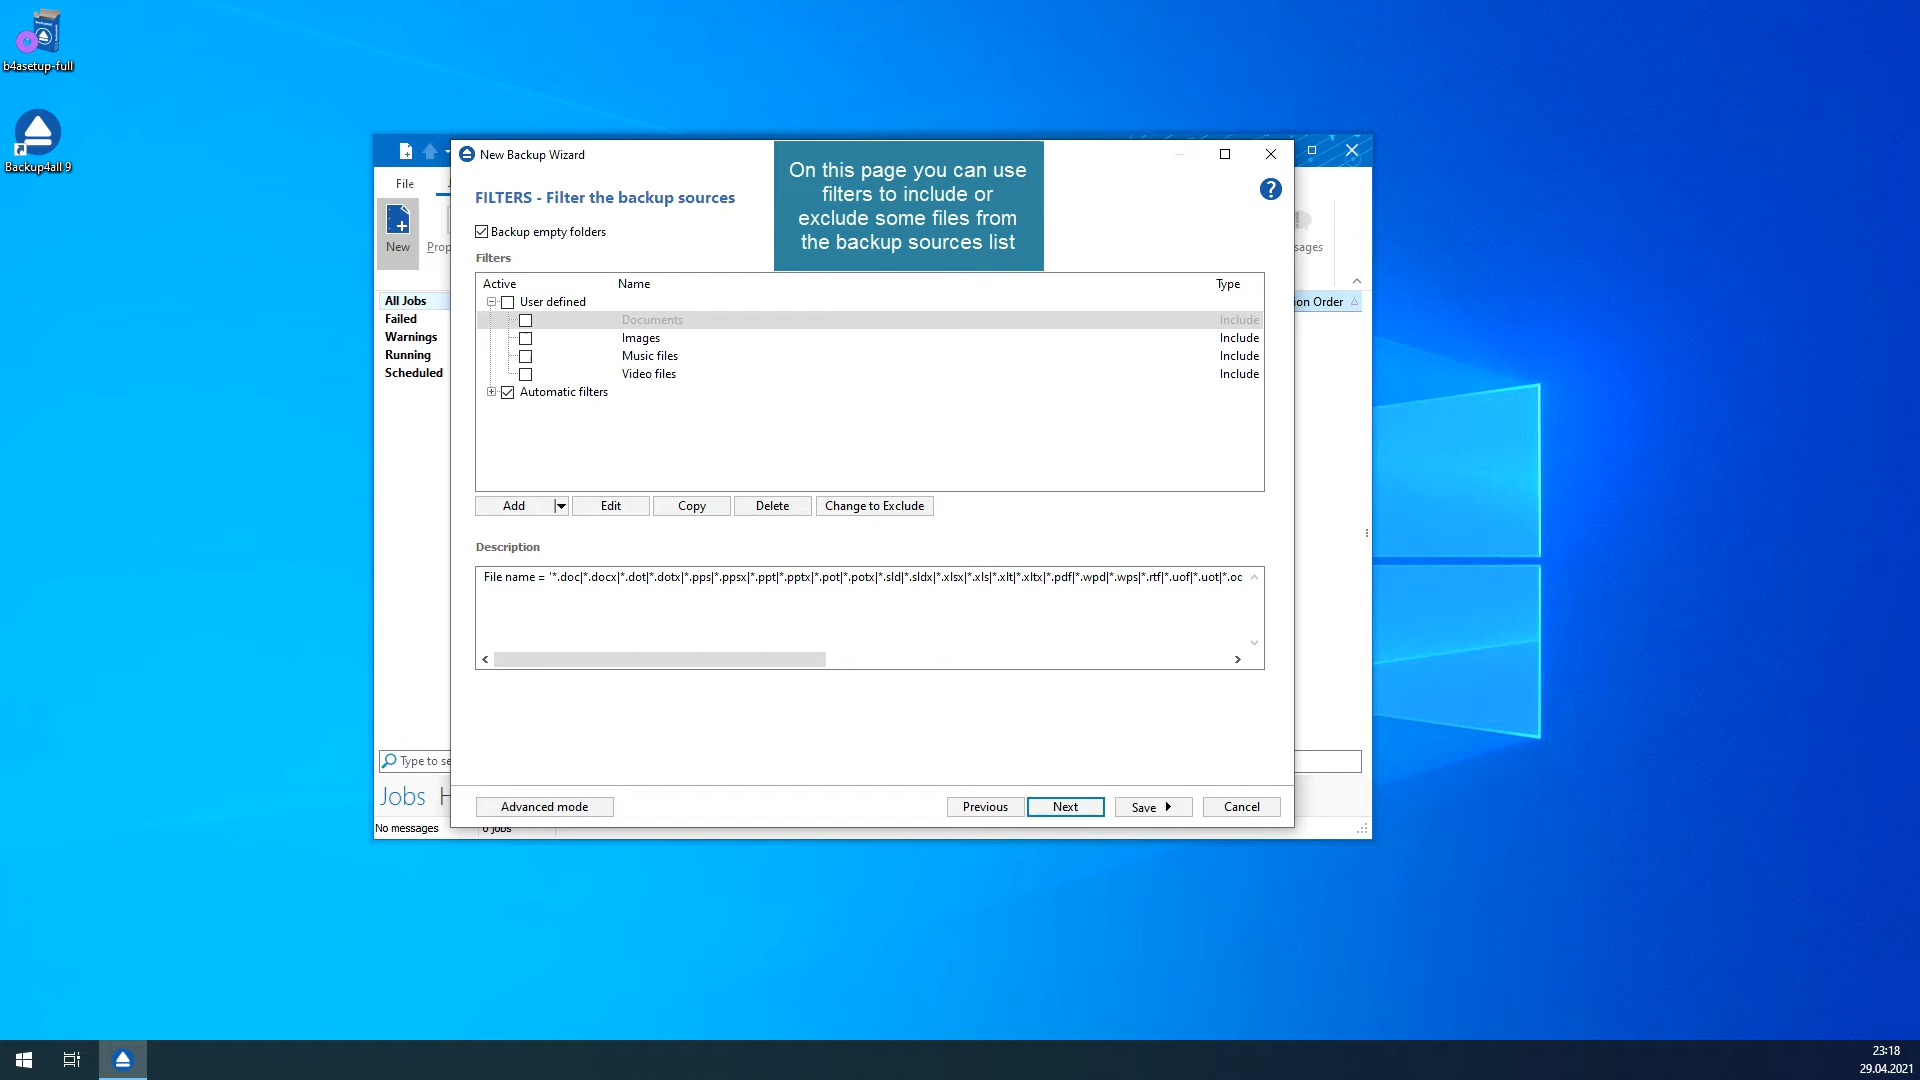 b4asetup-full
Backup4all 9
New Backup Wizard
On this page you can use
filters to include or
exclude some files from
the backup sources list
File
New
Prop
sages
FILTERS - Filter the backup sources
Backup empty folders
Filters
Active Name Type
User defined
Documents Include
Images Include
Music files Include
Video files Include
Automatic filters
All Jobs
Failed
Warnings
Running
Scheduled
ion Order
Add Edit Copy Delete Change to Exclude
Description
File name = '*.doc|*.docx|*.dot|*.dotx|*.pps|*.ppsx|*.ppt|*.pptx|*.pot|*.potx|*.sld|*.sldx|*.xlsx|*.xls|*.xlt|*.xltx|*.pdf|*.wpd|*.wps|*.rtf|*.uof|*.uot|*.oc
Type to se
Jobs H
Advanced mode Previous Next Save Cancel
No messages 0 jobs
23:18
29.04.2021